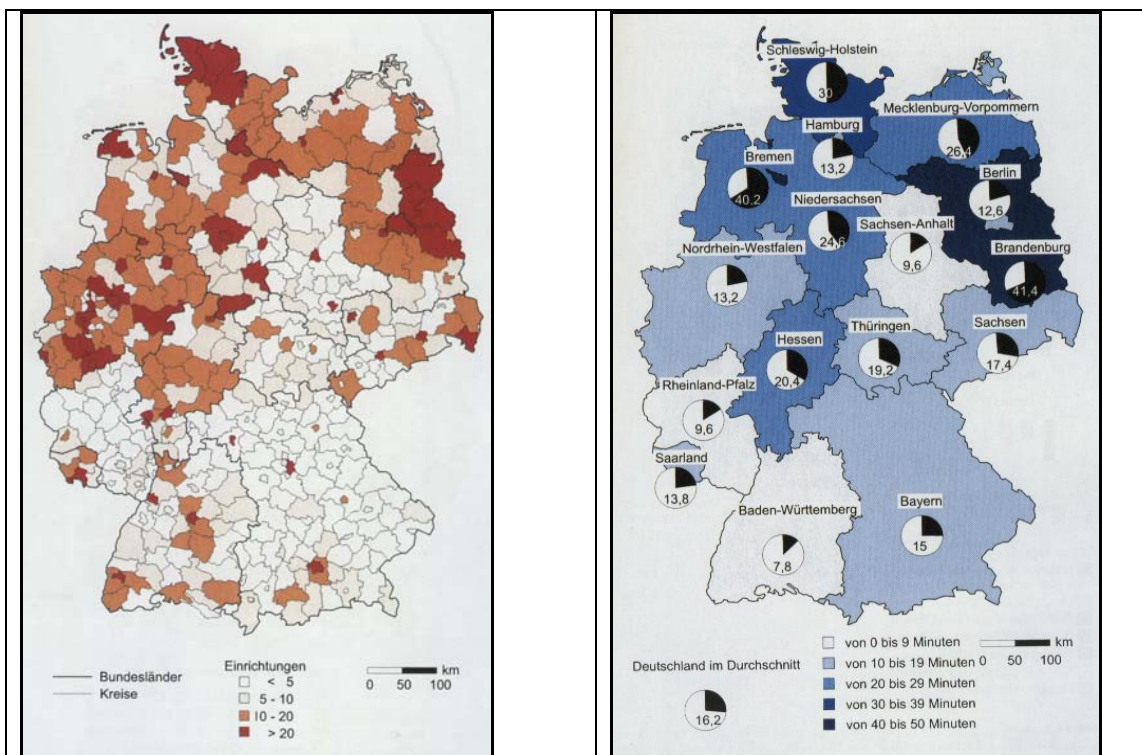 Bundesländer
Kreise
Einrichtungen
< 5
5 - 10
10 - 20
> 20
km
0 50 100
Schleswig-Holstein
30
Mecklenburg-Vorpommern
26,4
Hamburg
13,2
Bremen
40,2
Berlin
12,6
Niedersachsen
24,6
Sachsen-Anhalt
9,6
Nordrhein-Westfalen
13,2
Brandenburg
41,4
Hessen
20,4
Thüringen
19,2
Sachsen
17,4
Rheinland-Pfalz
9,6
Saarland
13,8
Baden-Württemberg
7,8
Bayern
15
Deutschland im Durchschnitt
16,2
von 0 bis 9 Minuten
von 10 bis 19 Minuten
von 20 bis 29 Minuten
von 30 bis 39 Minuten
von 40 bis 50 Minuten
km
0 50 100